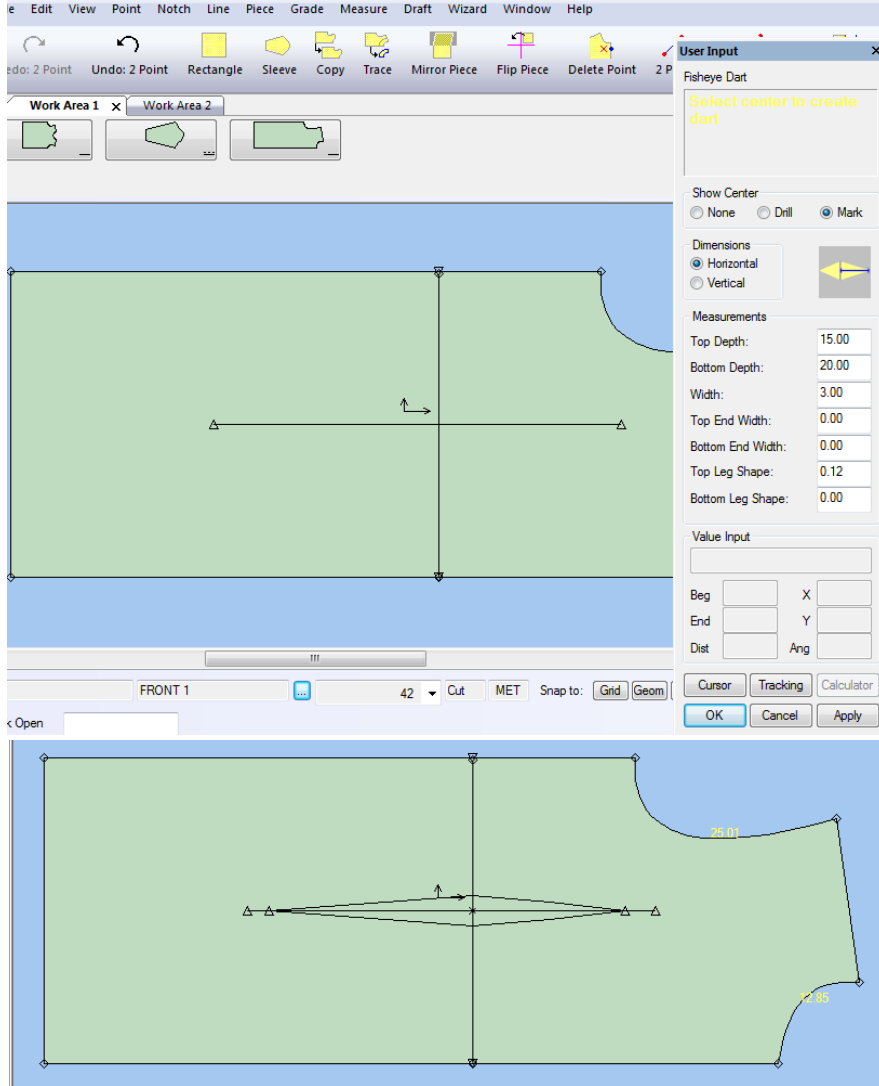 e Edit View Point Notch Line Piece Grade Measure Draft Wizard Window Help
edo: 2 Point Undo: 2 Point Rectangle Sleeve Copy Trace Mirror Piece Flip Piece Delete Point 2 P
Work Area 1 x Work Area 2
User Input x
Fisheye Dart
Select center to create
dart
Show Center
None Drill Mark
Dimensions
Horizontal
Vertical
Measurements
Top Depth: 15.00
Bottom Depth: 20.00
Width: 3.00
Top End Width: 0.00
Bottom End Width: 0.00
Top Leg Shape: 0.12
Bottom Leg Shape: 0.00
Value Input
Beg X
End Y
Dist Ang
Cursor Tracking Calculator
OK Cancel Apply
FRONT 1 ... 42 Cut MET Snap to: Grid Geom
k Open
25.01
12.85